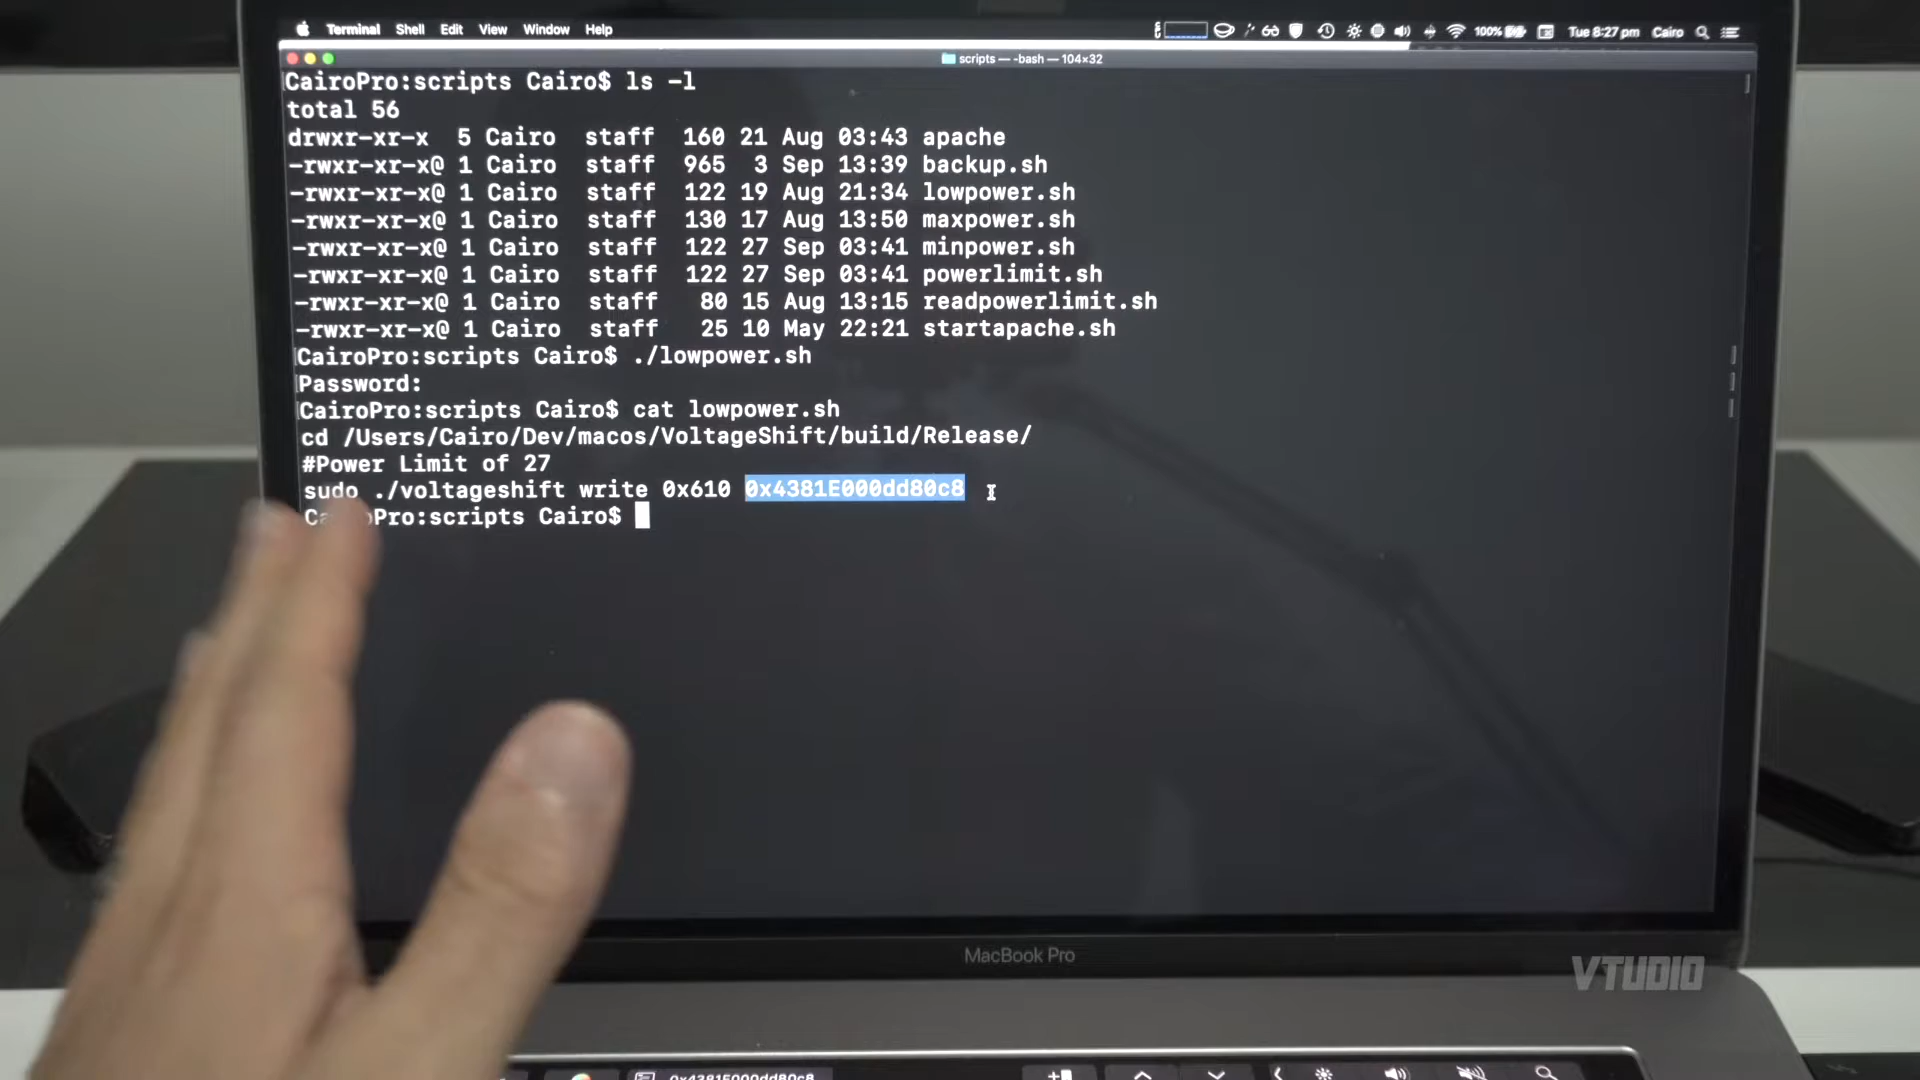 Terminal Shell Edit View Window Help 100% Tue 8:27 pm Cairo
scripts — -bash — 104×32
CairoPro:scripts Cairo$ ls -l
total 56
drwxr-xr-x 5 Cairo staff 160 21 Aug 03:43 apache
-rwxr-xr-x@ 1 Cairo staff 965 3 Sep 13:39 backup.sh
-rwxr-xr-x@ 1 Cairo staff 122 19 Aug 21:34 lowpower.sh
-rwxr-xr-x@ 1 Cairo staff 130 17 Aug 13:50 maxpower.sh
-rwxr-xr-x@ 1 Cairo staff 122 27 Sep 03:41 minpower.sh
-rwxr-xr-x@ 1 Cairo staff 122 27 Sep 03:41 powerlimit.sh
-rwxr-xr-x@ 1 Cairo staff 80 15 Aug 13:15 readpowerlimit.sh
-rwxr-xr-x@ 1 Cairo staff 25 10 May 22:21 startapache.sh
CairoPro:scripts Cairo$ ./lowpower.sh
Password:
CairoPro:scripts Cairo$ cat lowpower.sh
cd /Users/Cairo/Dev/macos/VoltageShift/build/Release/
#Power Limit of 27
sudo ./voltageshift write 0x610 0x4381E000dd80c8
CairoPro:scripts Cairo$
MacBook Pro
VTUDIO
0x4381E000dd80c8